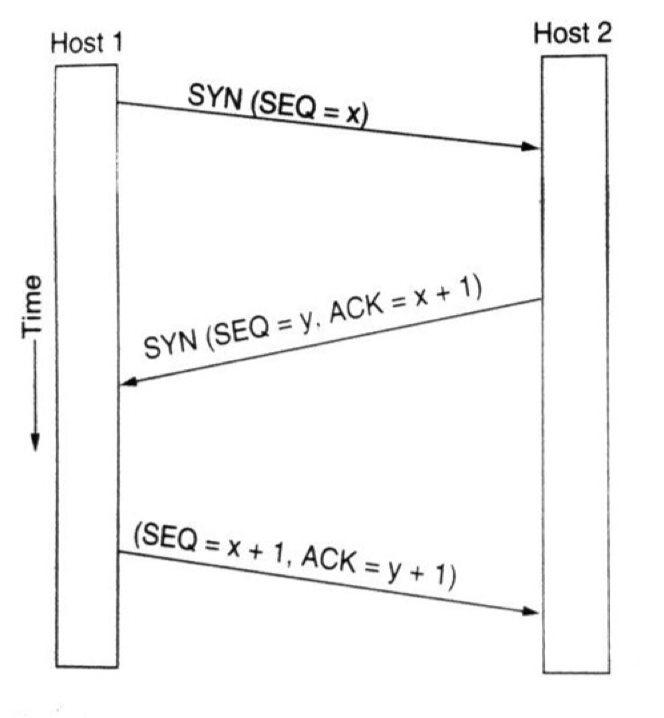 Host 1
Host 2
SYN (SEQ = x)
SYN (SEQ = y, ACK = x + 1)
Time
(SEQ = x + 1, ACK = y + 1)